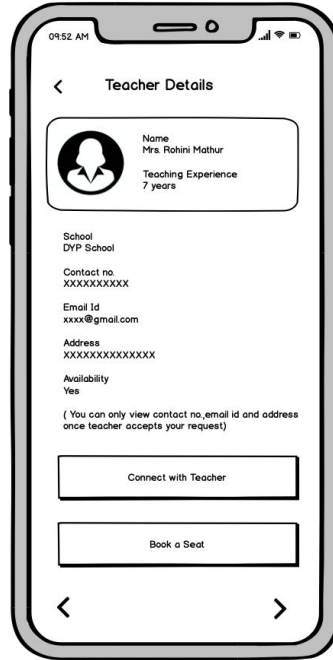 09:52 AM
Teacher Details
Name
Mrs. Rohini Mathur
Teaching Experience
7 years
School
DYP School
Contact no.
XXXXXXXXXX
Email Id
xxxx@gmail.com
Address
XXXXXXXXXXXXXX
Availability
Yes
( You can only view contact no.,email id and address
once teacher accepts your request)
Connect with Teacher
Book a Seat